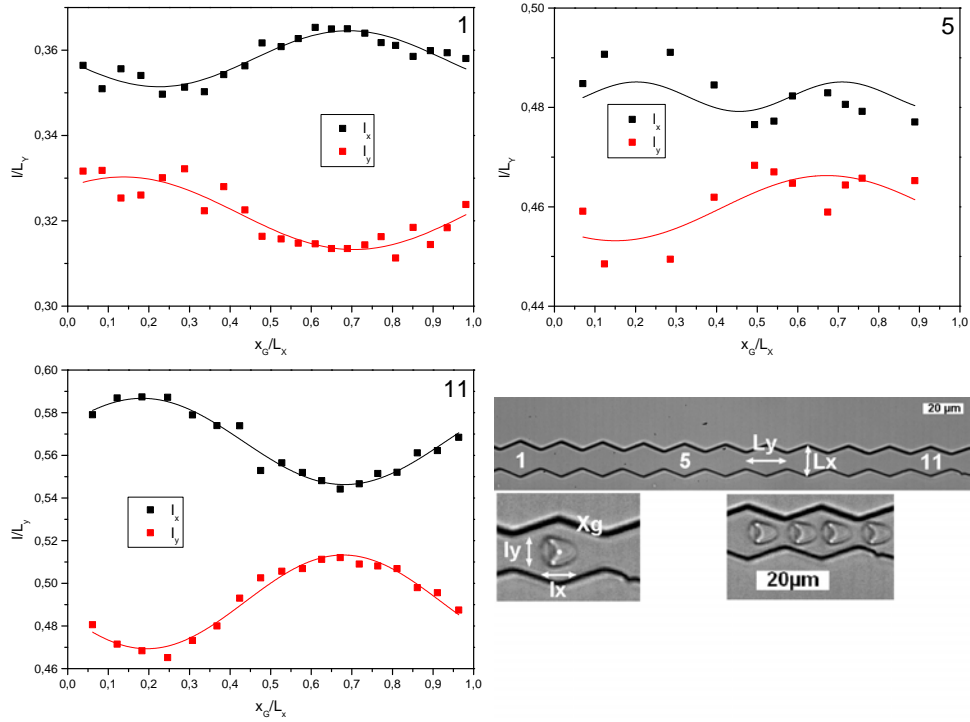 1
0,36
0,34
0,32
0,30
I/L_Y
I_x
I_y
0,0 0,1 0,2 0,3 0,4 0,5 0,6 0,7 0,8 0,9 1,0
x_G/L_X
5
0,50
0,48
0,46
0,44
I/L_Y
I_x
I_y
0,0 0,1 0,2 0,3 0,4 0,5 0,6 0,7 0,8 0,9 1,0
x_G/L_X
11
0,60
0,58
0,56
0,54
0,52
0,50
0,48
0,46
I/L_y
I_x
I_y
0,0 0,1 0,2 0,3 0,4 0,5 0,6 0,7 0,8 0,9 1,0
x_G/L_x
20 µm
1 5 Ly Lx 11
Xg
ly
lx
20µm